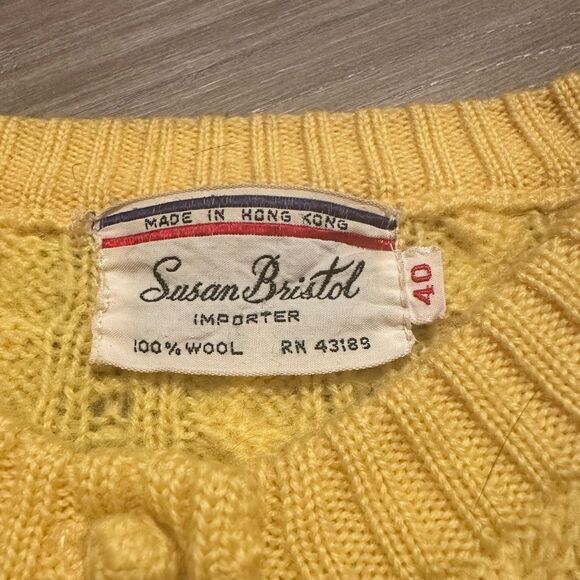 MADE IN HONG KONG
Susan Bristol
IMPORTER
100% WOOL RN 43189
40